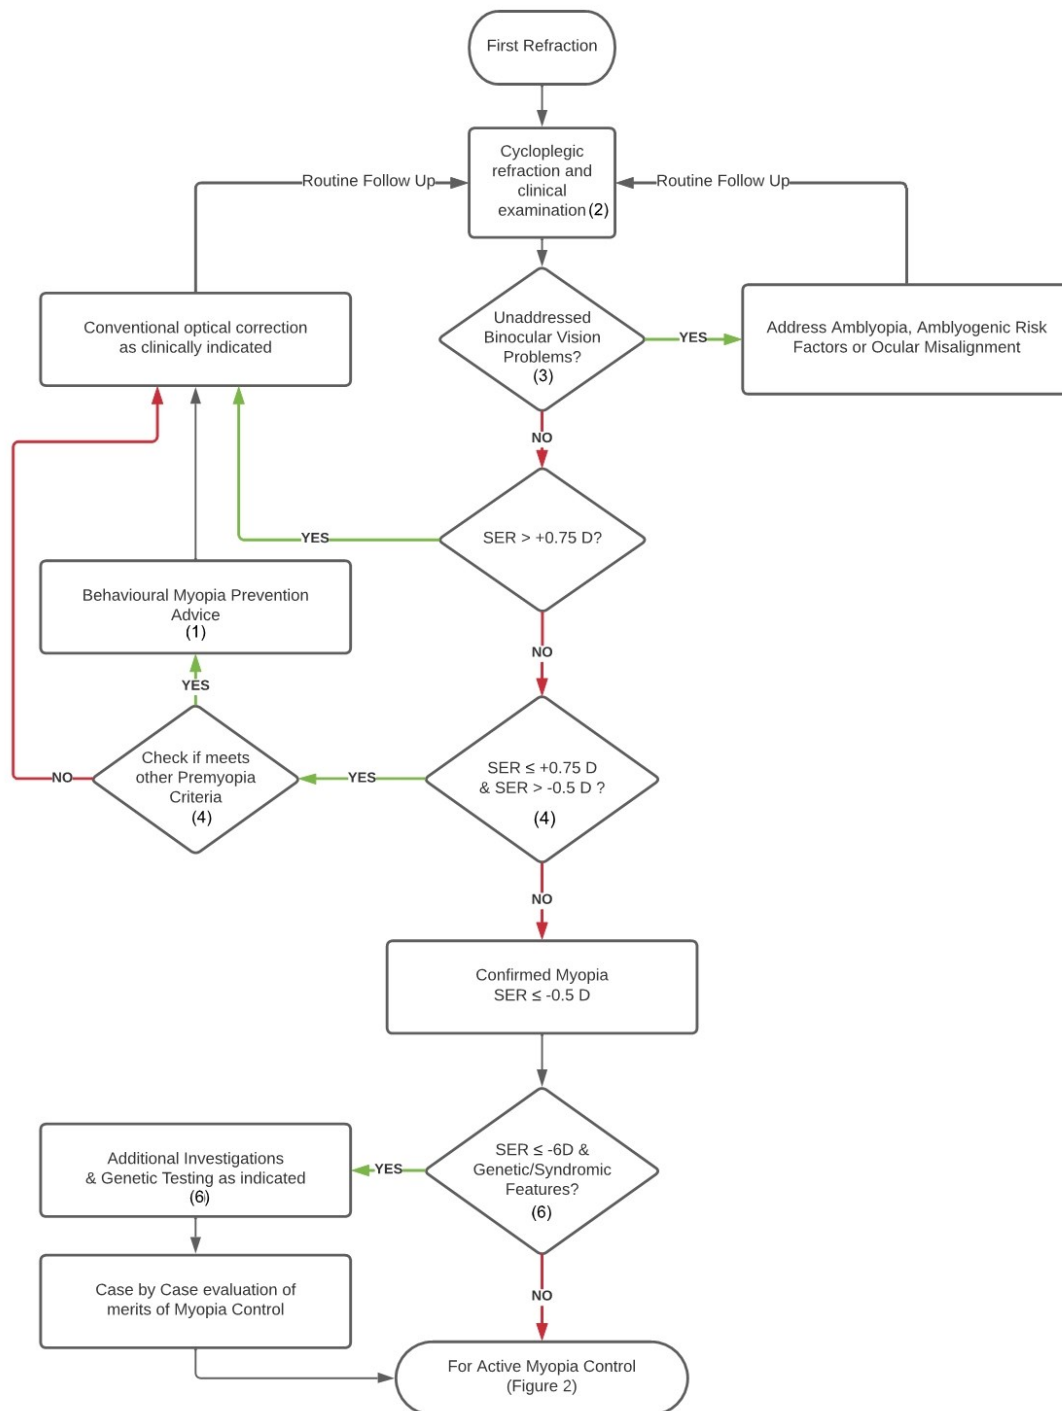 First Refraction
Cycloplegic
refraction and
clinical
examination (2)
Routine Follow Up
Routine Follow Up
Conventional optical correction
as clinically indicated
Unaddressed
Binocular Vision
Problems?
(3)
YES
Address Amblyopia, Amblyogenic Risk
Factors or Ocular Misalignment
NO
SER > +0.75 D?
YES
Behavioural Myopia Prevention
Advice
(1)
NO
YES
Check if meets
other Premyopia
Criteria
(4)
NO
YES
SER ≤ +0.75 D
& SER > -0.5 D ?
(4)
NO
Confirmed Myopia
SER ≤ -0.5 D
SER ≤ -6D &
Genetic/Syndromic
Features?
(6)
YES
Additional Investigations
& Genetic Testing as indicated
(6)
Case by Case evaluation of
merits of Myopia Control
NO
For Active Myopia Control
(Figure 2)